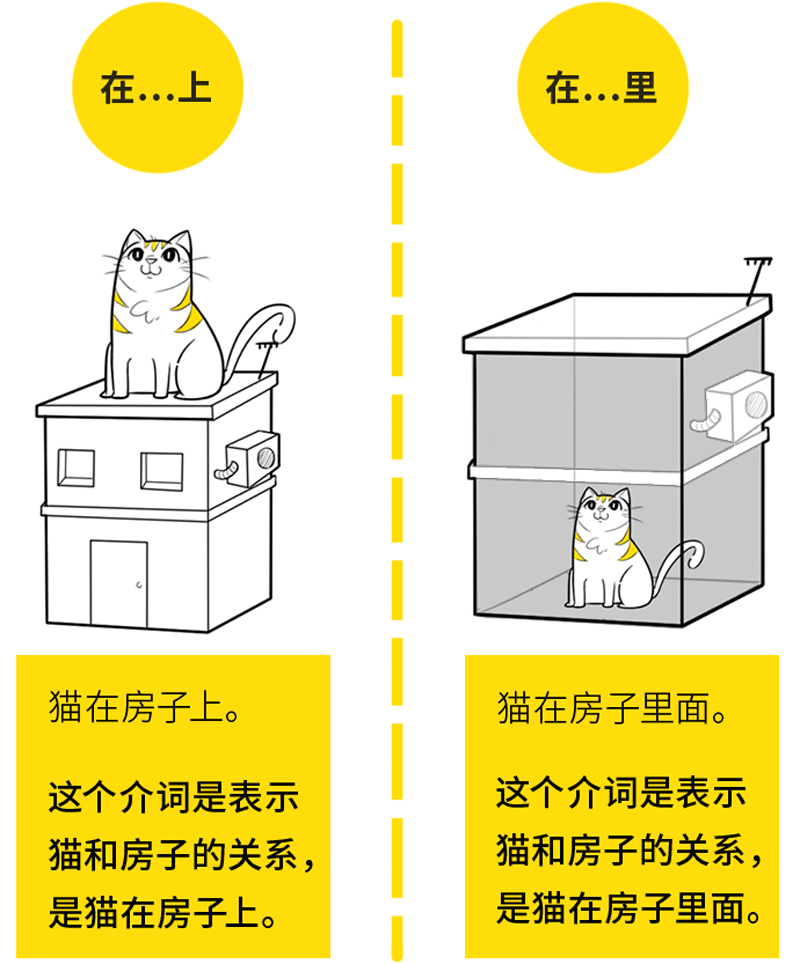 在…上
猫在房子上。
这个介词是表示
猫和房子的关系，
是猫在房子上。
在…里
猫在房子里面。
这个介词是表示
猫和房子的关系，
是猫在房子里面。